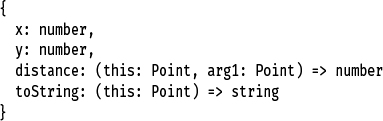 {
  x: number,
  y: number,
  distance: (this: Point, arg1: Point) => number
  toString: (this: Point) => string
}